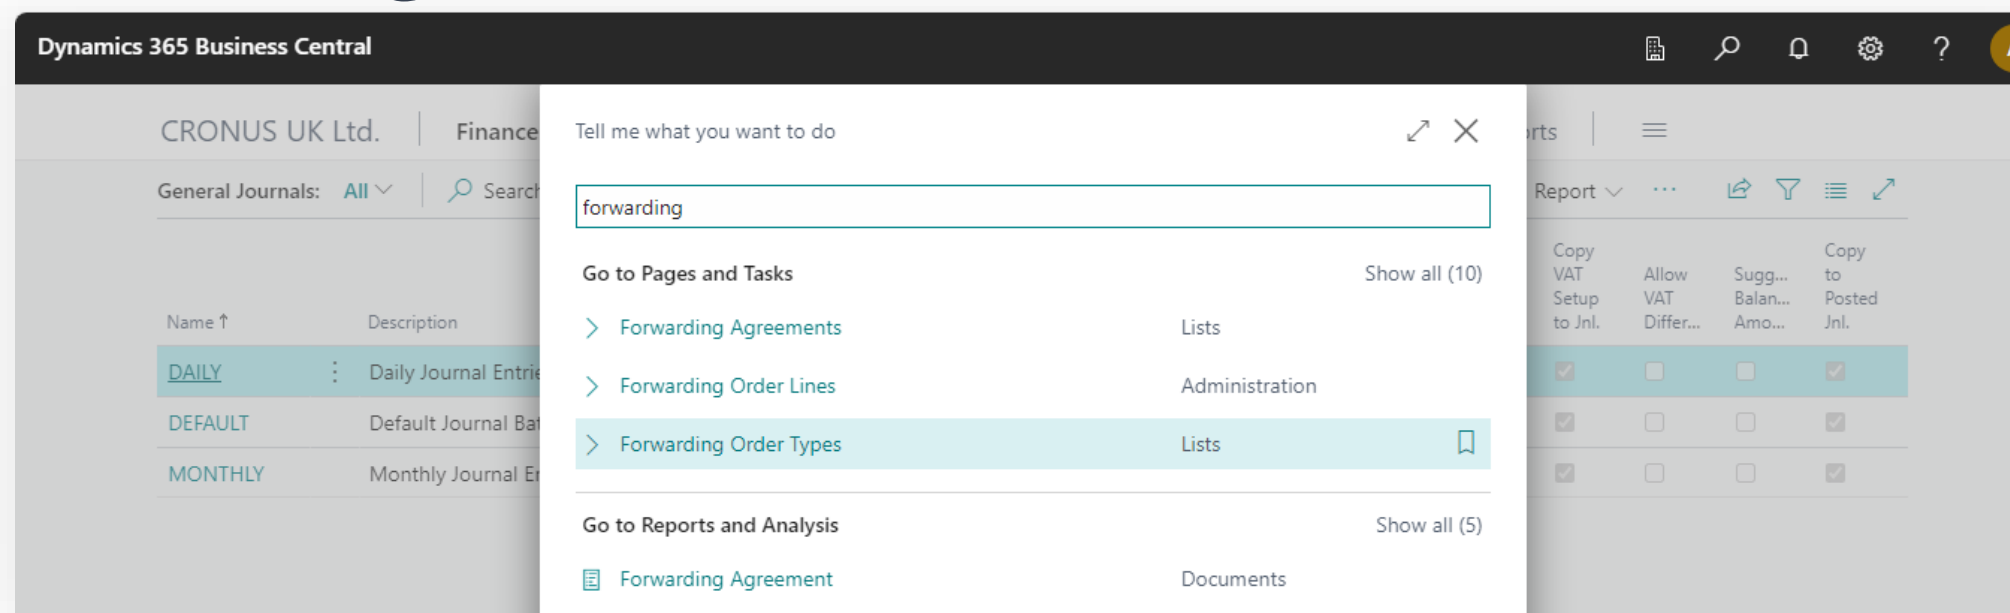 Dynamics 365 Business Central
CRONUS UK Ltd.
Finance
General Journals: All
Search
Report
Name ↑
Description
Copy VAT Setup to Jnl.
Allow VAT Differ...
Sugg... Balan... Amo...
Copy to Posted Jnl.
DAILY
Daily Journal Entrie
DEFAULT
Default Journal Bat
MONTHLY
Monthly Journal
Tell me what you want to do
forwarding
Go to Pages and Tasks Show all (10)
Forwarding Agreements Lists
Forwarding Order Lines Administration
Forwarding Order Types Lists
Go to Reports and Analysis Show all (5)
Forwarding Agreement Documents